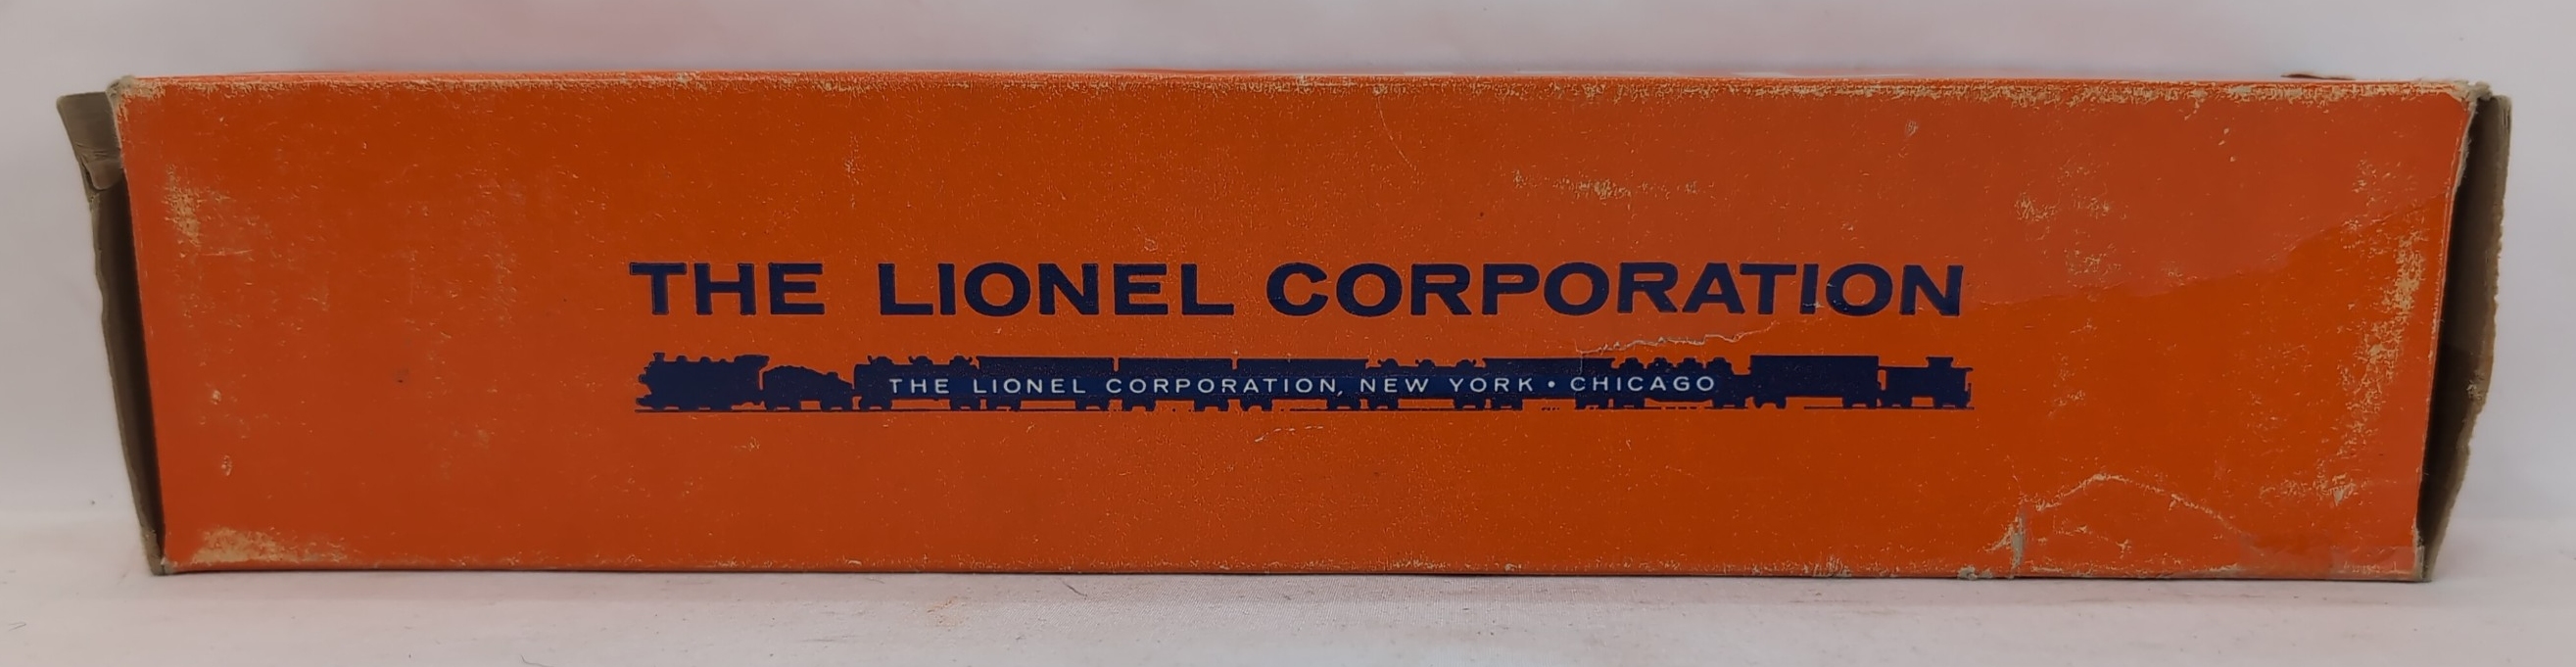 THE LIONEL CORPORATION
THE LIONEL CORPORATION, NEW YORK • CHICAGO